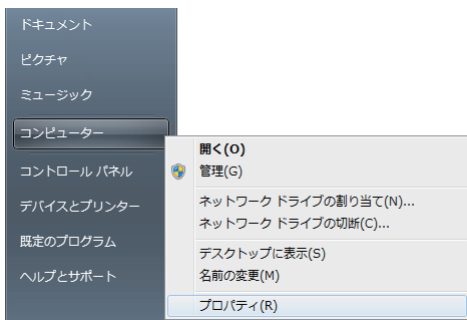 ドキュメント
ピクチャ
ミュージック
コンピューター
コントロール パネル
デバイスとプリンター
既定のプログラム
ヘルプとサポート
開く(O)
管理(G)
ネットワーク ドライブの割り当て(N)...
ネットワーク ドライブの切断(C)...
デスクトップに表示(S)
名前の変更(M)
プロパティ(R)